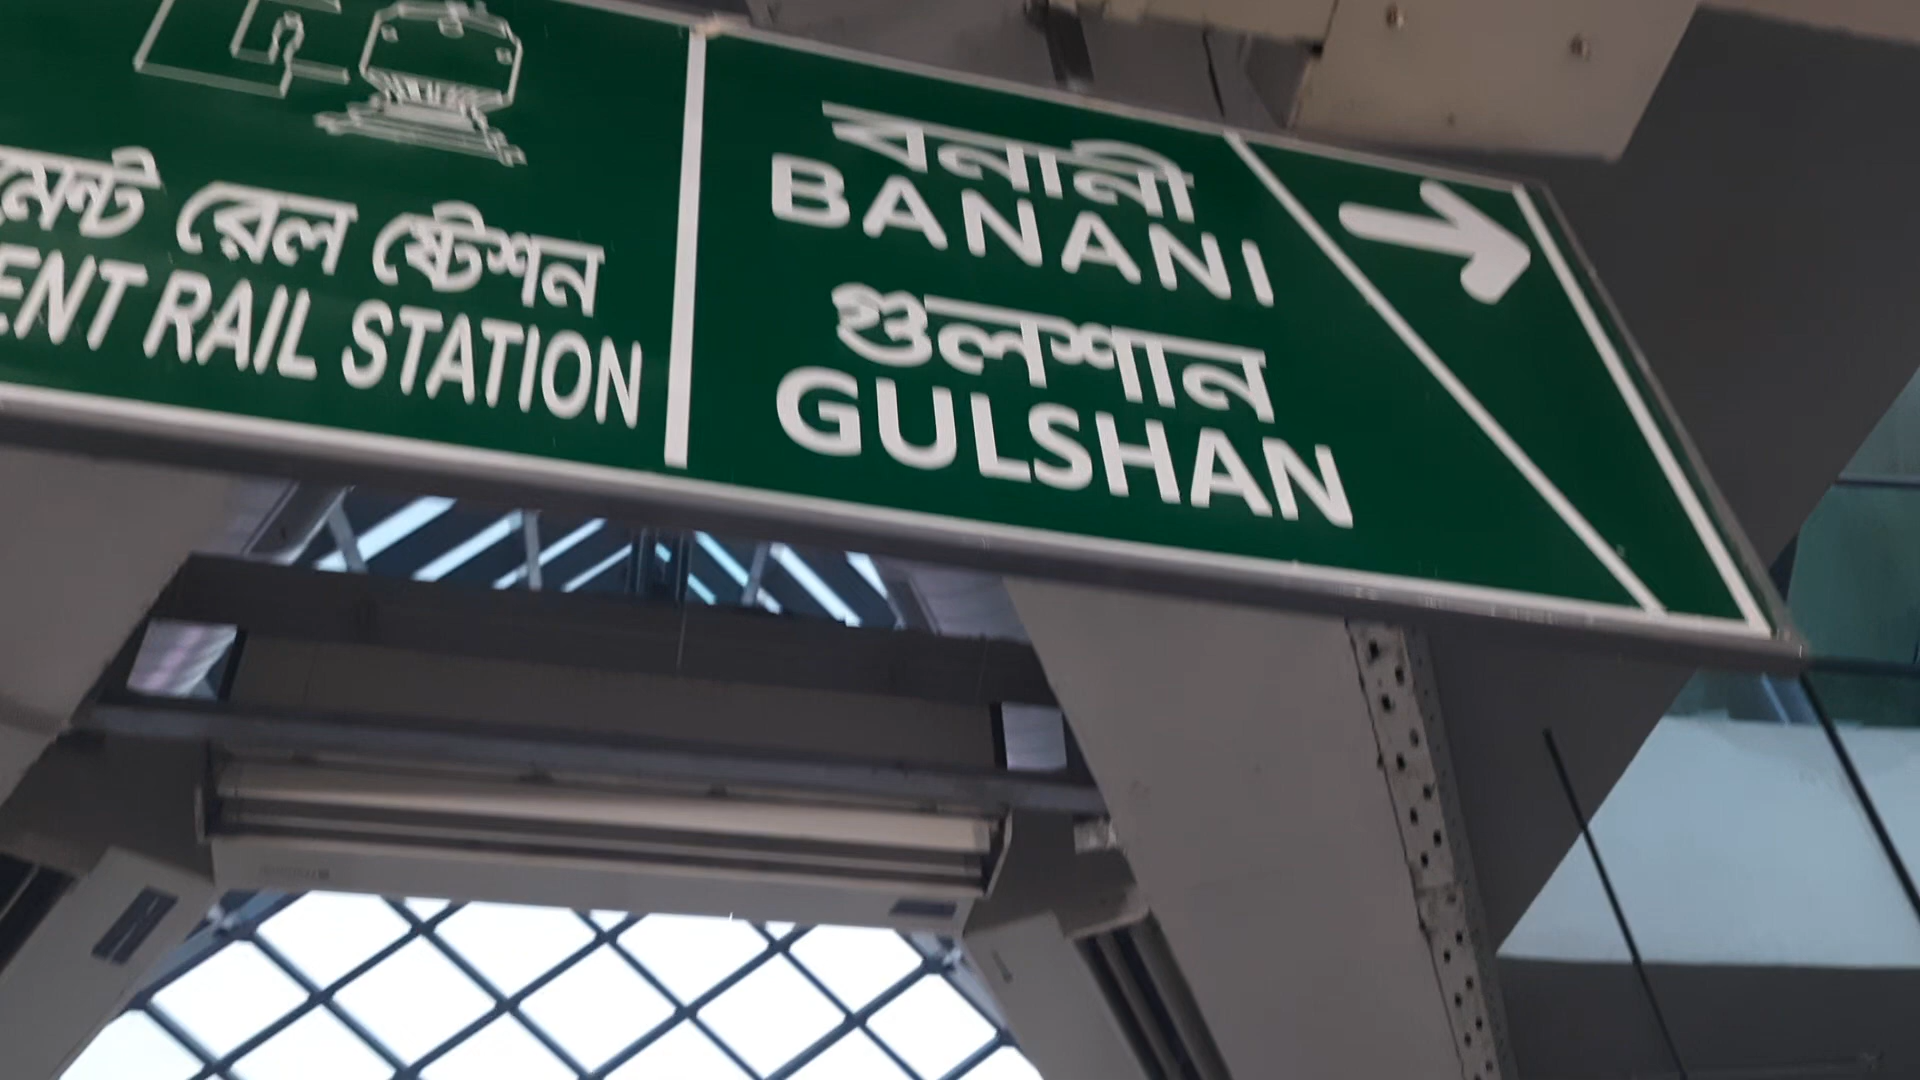 মেন্ট রেল স্টেশন
ENT RAIL STATION
বনানী
BANANI
গুলশান
GULSHAN